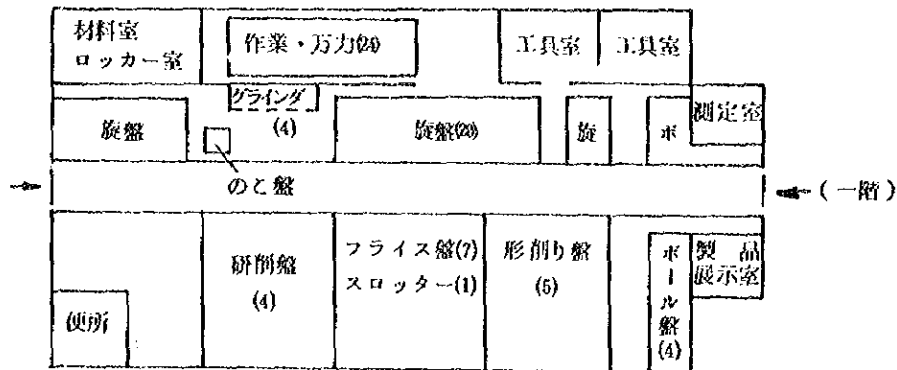 材料室
ロッカー室
作業・万力(24)
工具室
工具室
グラインダ
(4)
旋盤
旋盤(20)
旋
ボ
測定室
のこ盤
(一階)
研削盤
(4)
フライス盤(7)
スロッター(1)
形削り盤
(5)
ボール盤(4)
製品
展示室
便所